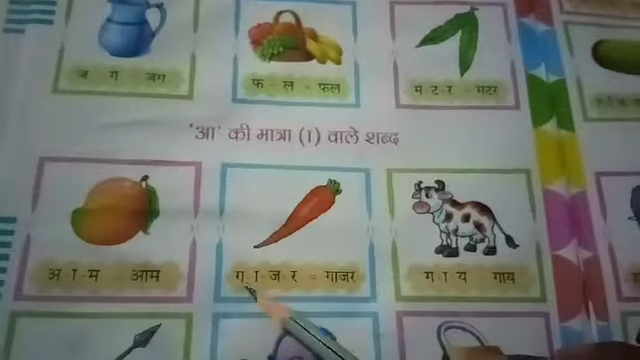 ज ग जग
फ ल = फल
म ट र = मटर
'आ' की मात्रा (ा) वाले शब्द
अ ा म = आम
ग ा ज र = गाजर
ग ा य गाय